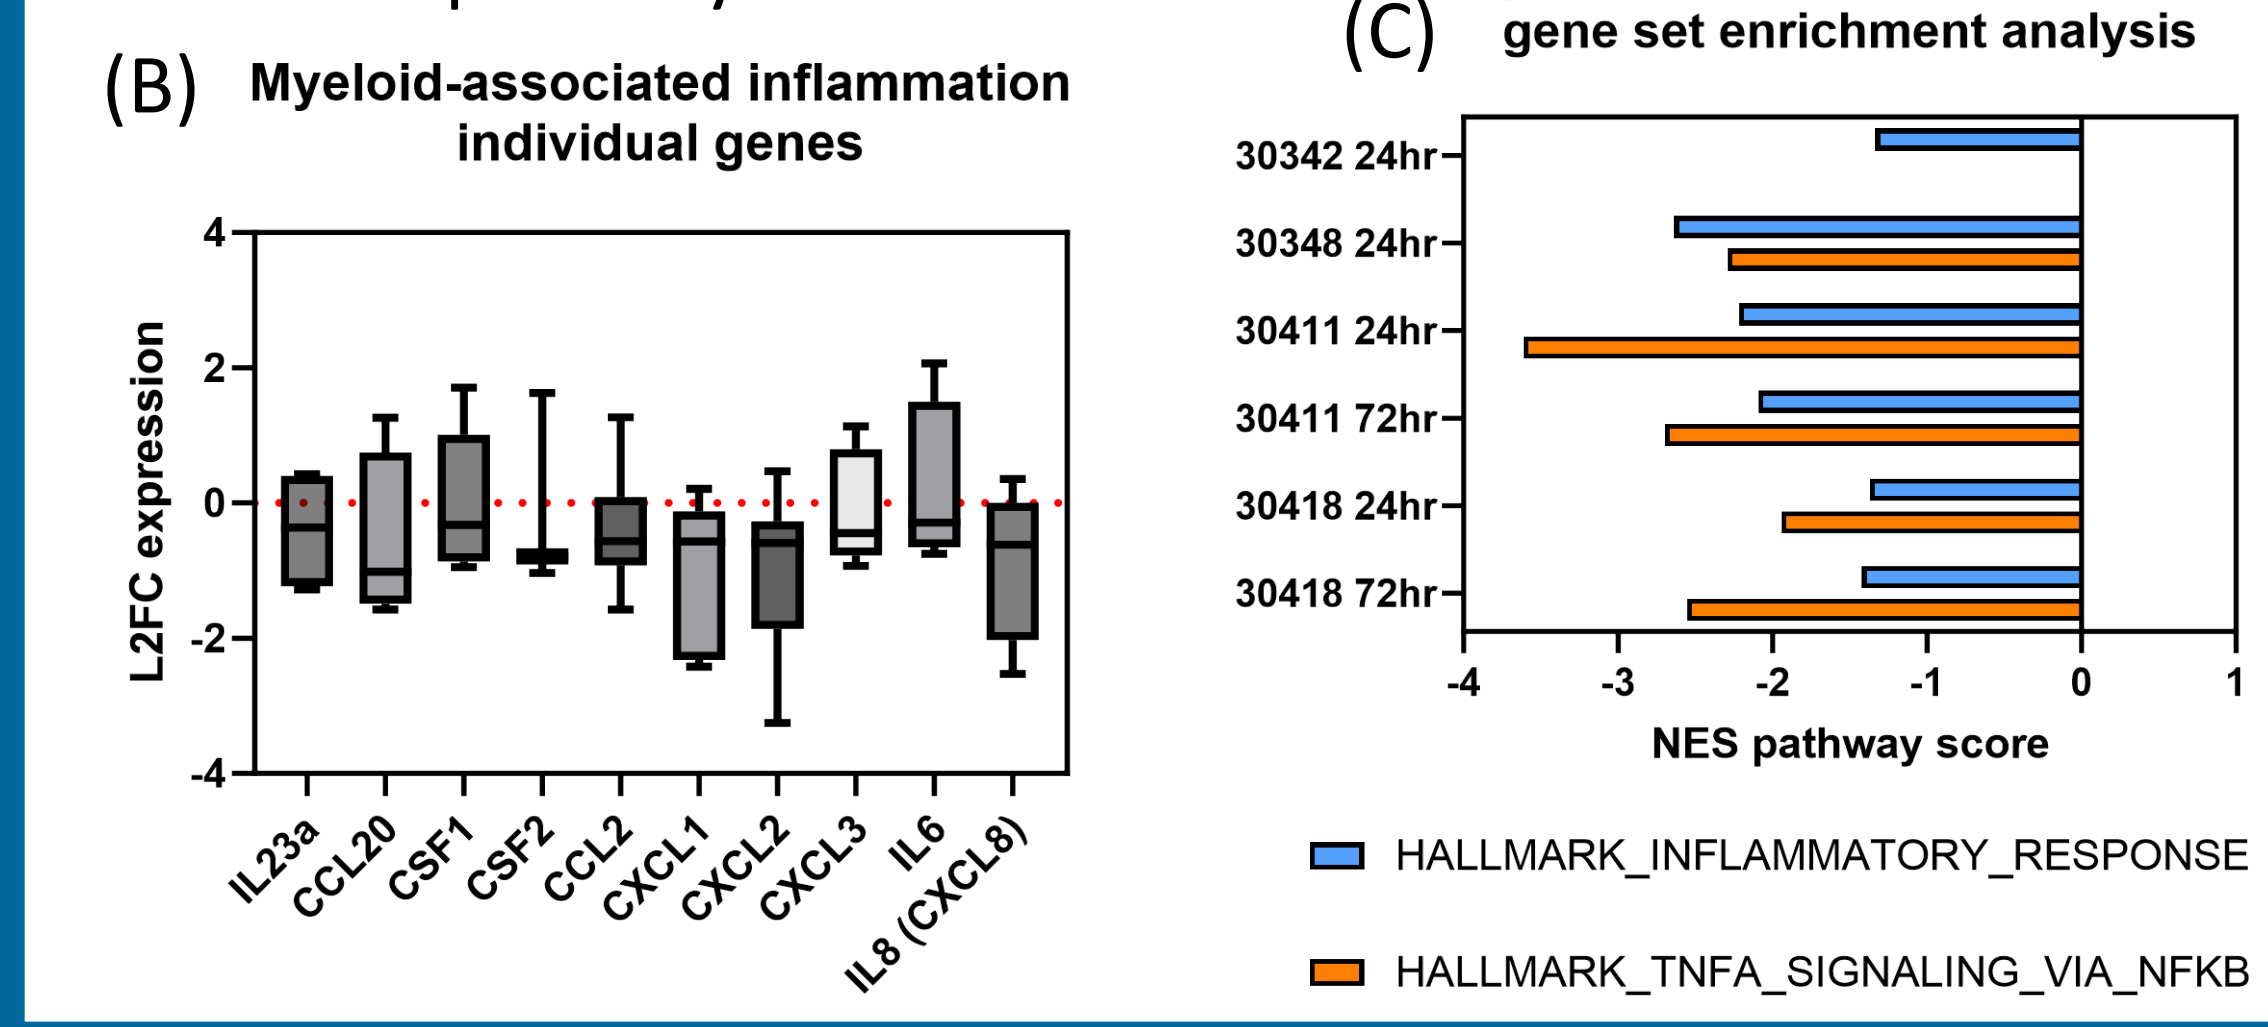 (B)
Myeloid-associated inflammation
individual genes
L2FC expression
4
2
0
-2
-4
IL23a
CCL20
CSF1
CSF2
CCL2
CXCL1
CXCL2
CXCL3
IL6
IL8 (CXCL8)
(C)
gene set enrichment analysis
30342 24hr
30348 24hr
30411 24hr
30411 72hr
30418 24hr
30418 72hr
-4
-3
-2
-1
0
1
NES pathway score
HALLMARK_INFLAMMATORY_RESPONSE
HALLMARK_TNFA_SIGNALING_VIA_NFKB